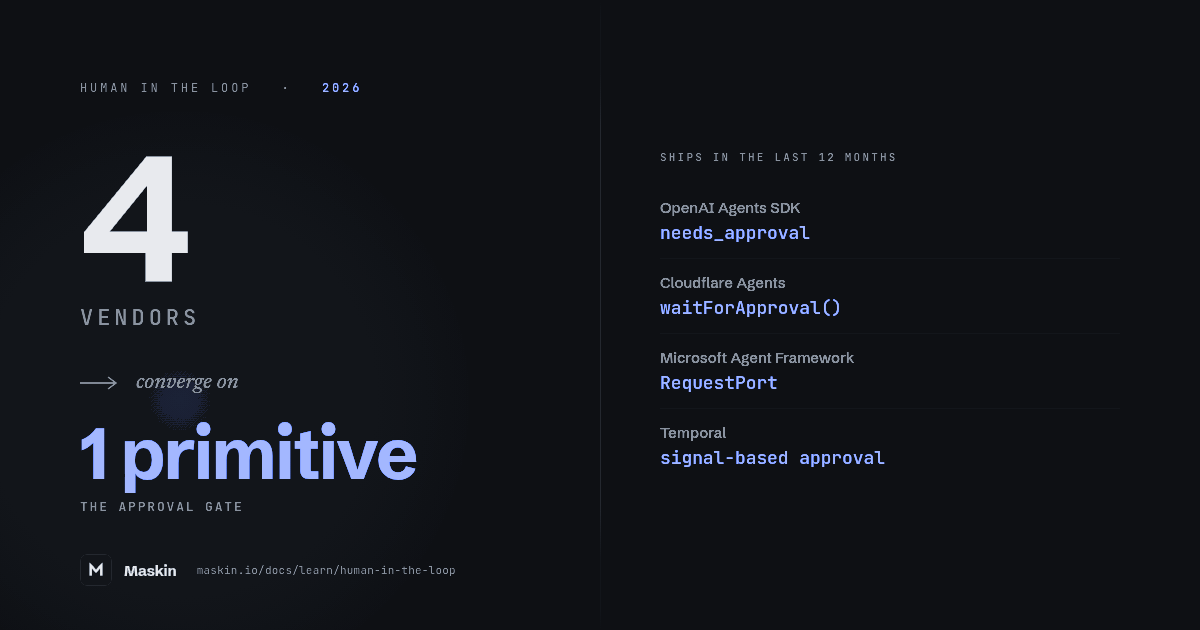 HUMAN IN THE LOOP · 2026
4
VENDORS
→ converge on
1 primitive
THE APPROVAL GATE
M Maskin maskin.io/docs/learn/human-in-the-loop
SHIPS IN THE LAST 12 MONTHS
OpenAI Agents SDK
needs_approval
Cloudflare Agents
waitForApproval()
Microsoft Agent Framework
RequestPort
Temporal
signal-based approval